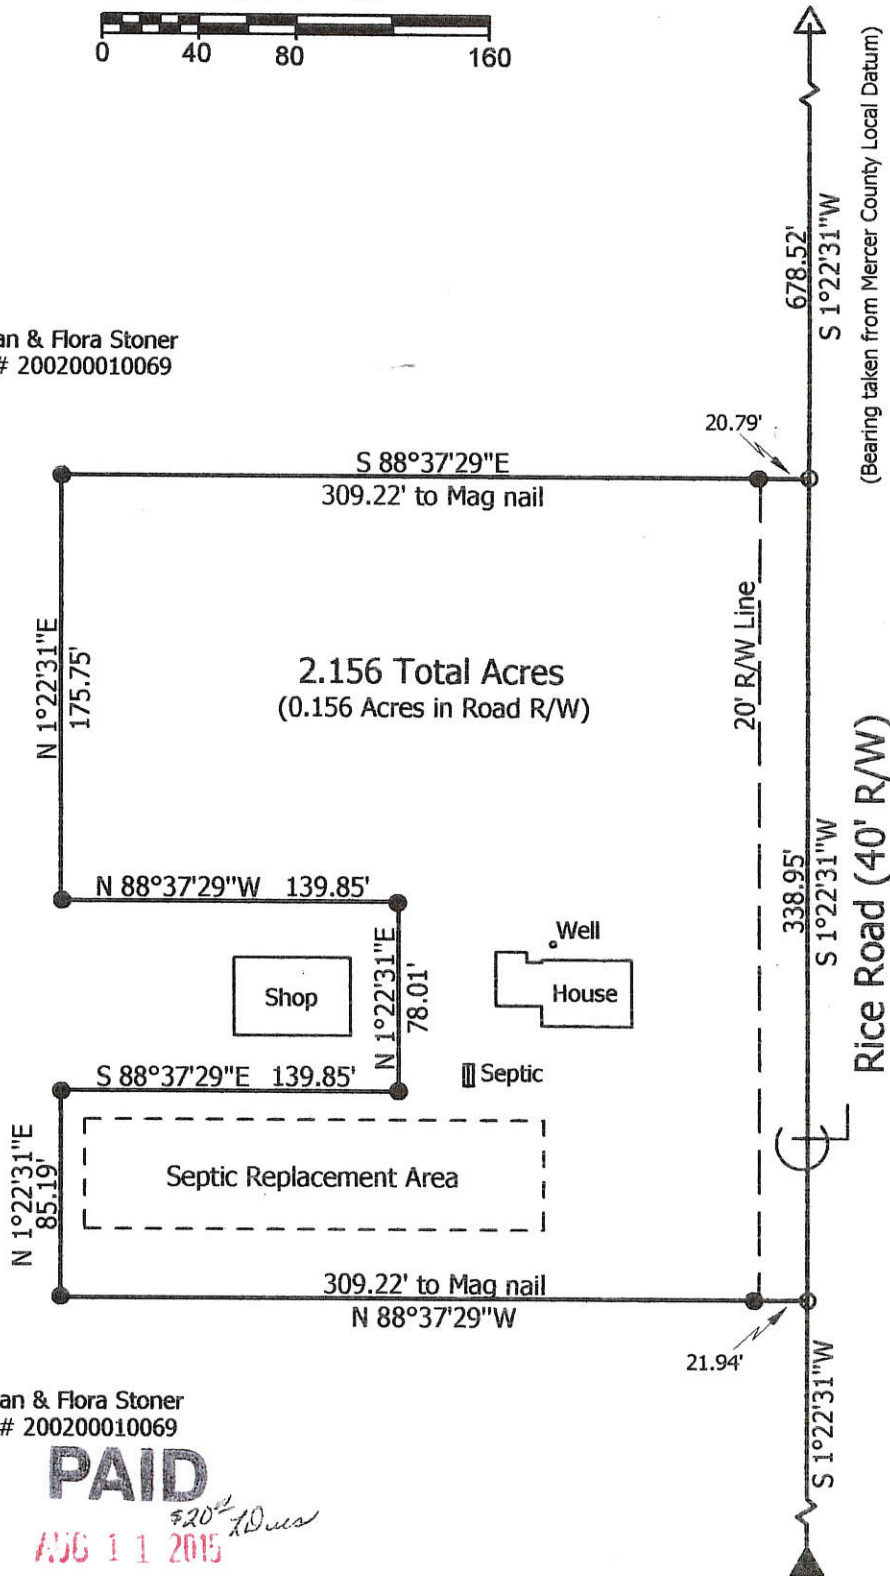 0 40 80 160
(Bearing taken from Mercer County Local Datum)
678.52'
S 1°22'31"W
an & Flora Stoner
# 200200010069
20.79'
S 88°37'29"E
309.22' to Mag nail
N 1°22'31"E
175.75'
2.156 Total Acres
(0.156 Acres in Road R/W)
20' R/W Line
338.95'
S 1°22'31"W
Rice Road (40' R/W)
N 88°37'29"W 139.85'
N 1°22'31"E
78.01'
Shop
Well
House
S 88°37'29"E 139.85'
Septic
N 1°22'31"E
85.19'
Septic Replacement Area
309.22' to Mag nail
N 88°37'29"W
21.94'
S 1°22'31"W
an & Flora Stoner
# 200200010069
PAID
$20
AUG 11 2015